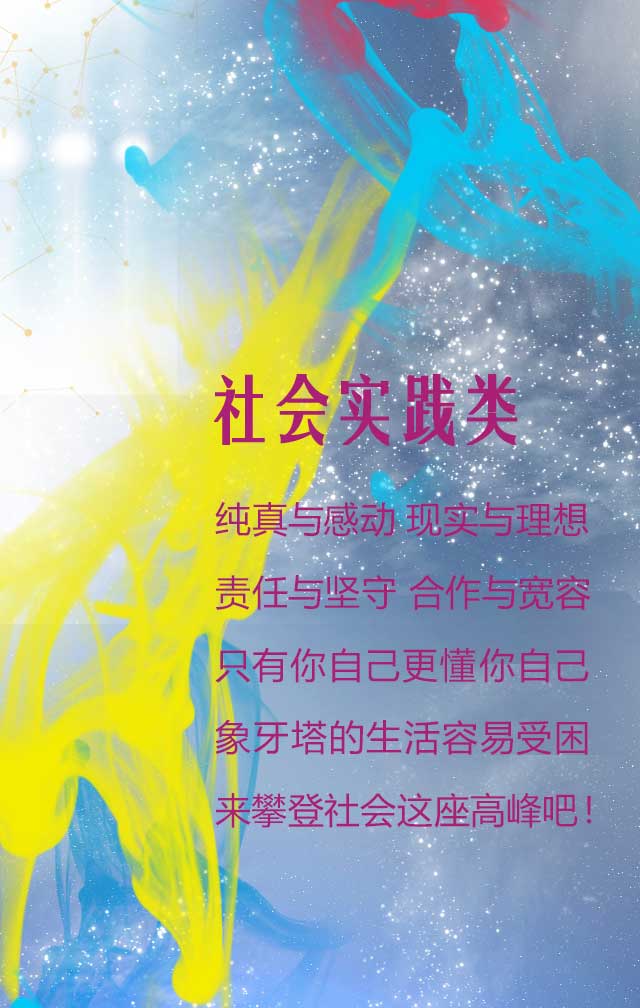 社会实践类
纯真与感动 现实与理想
责任与坚守 合作与宽容
只有你自己更懂你自己
象牙塔的生活容易受困
来攀登社会这座高峰吧！